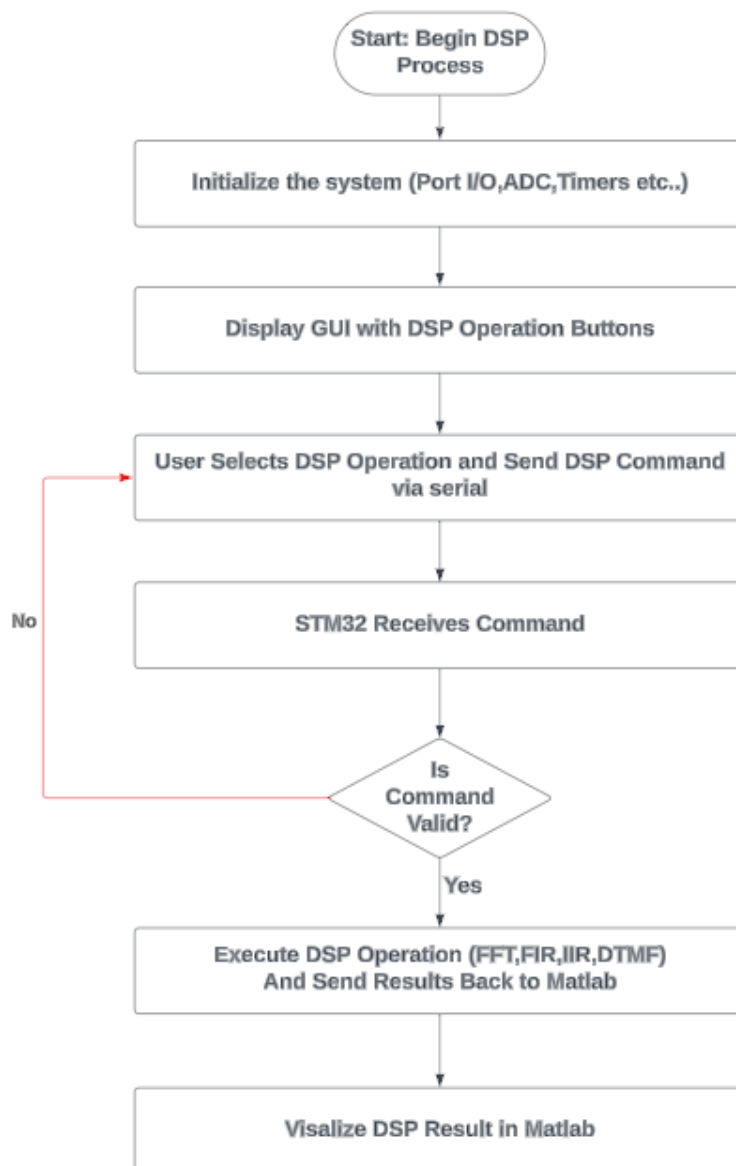 Start: Begin DSP
Process
Initialize the system (Port I/O,ADC,Timers etc..)
Display GUI with DSP Operation Buttons
User Selects DSP Operation and Send DSP Command
via serial
STM32 Receives Command
No
Is
Command
Valid?
Yes
Execute DSP Operation (FFT,FIR,IIR,DTMF)
And Send Results Back to Matlab
Visalize DSP Result in Matlab